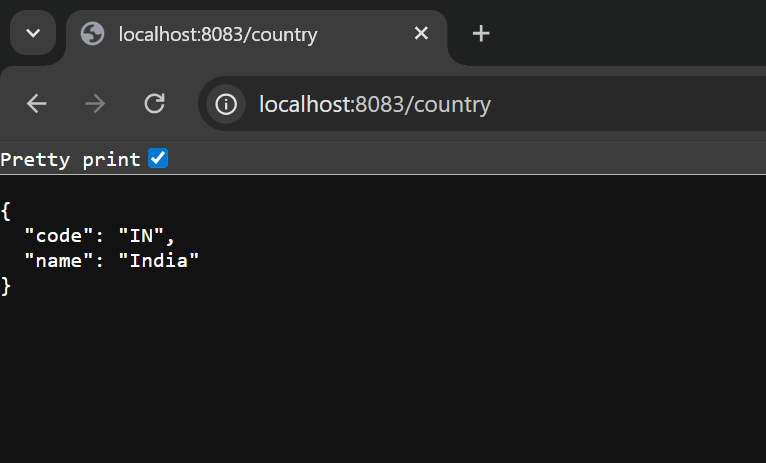 localhost:8083/country
localhost:8083/country
Pretty print
{
  "code": "IN",
  "name": "India"
}